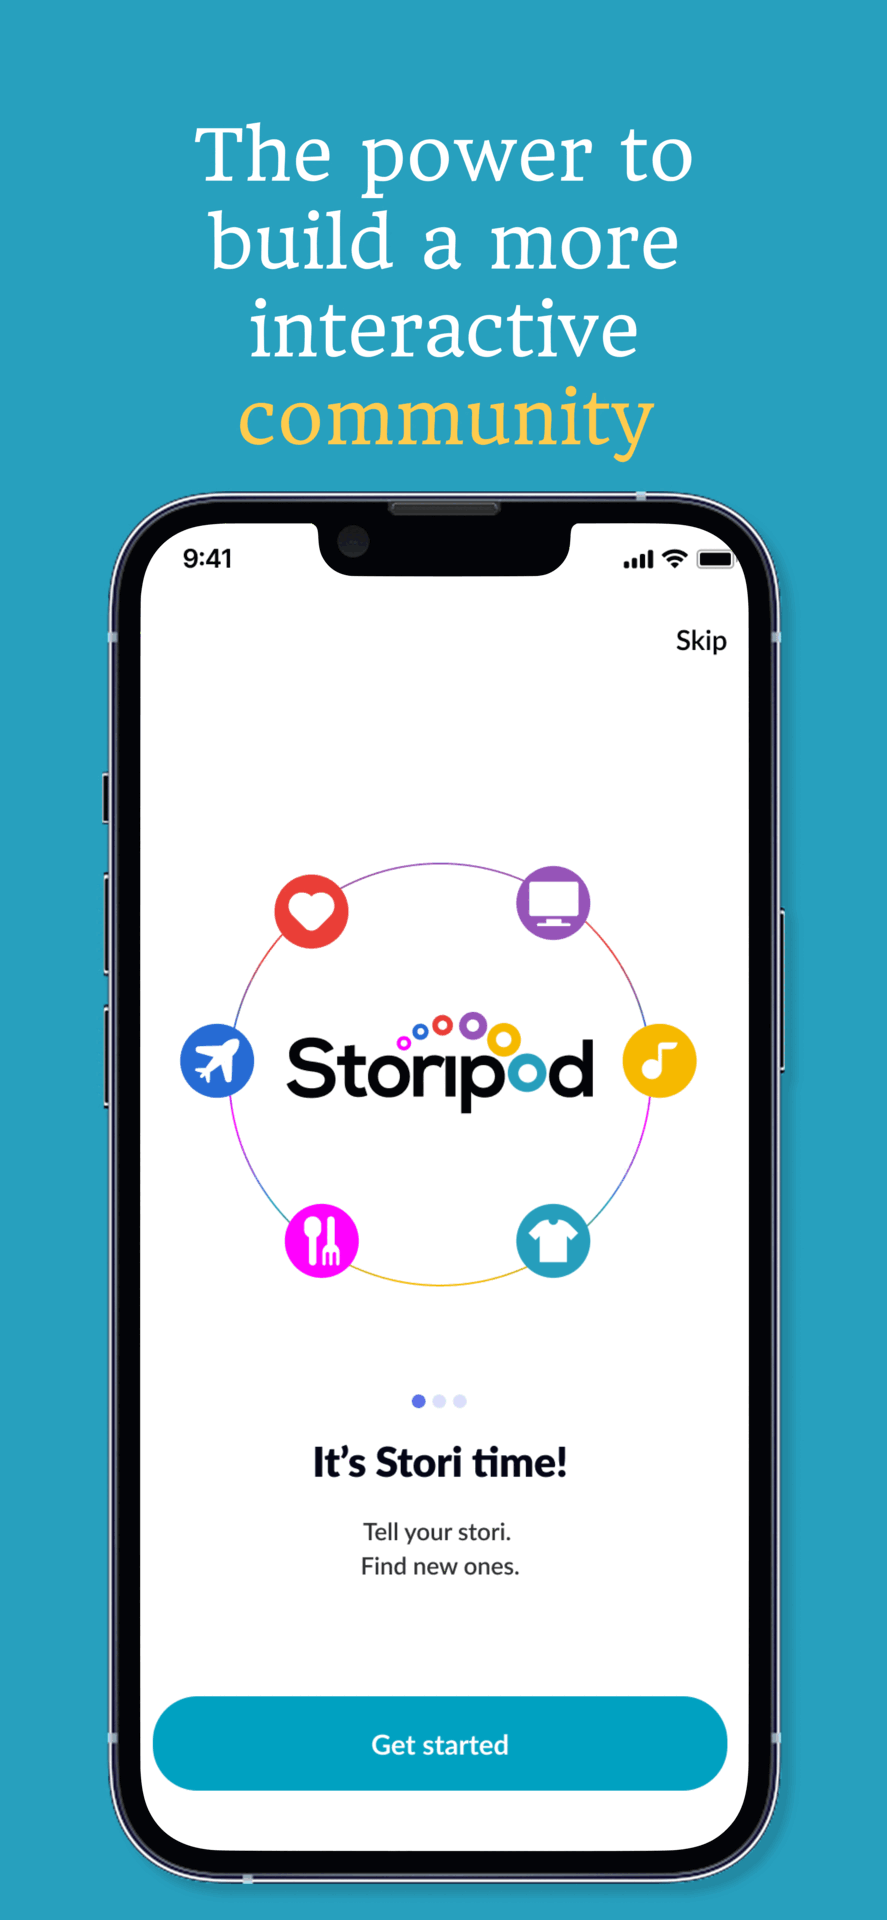 The power to
build a more
interactive
community
9:41
Skip
Storipod
It's Stori time!
Tell your stori.
Find new ones.
Get started